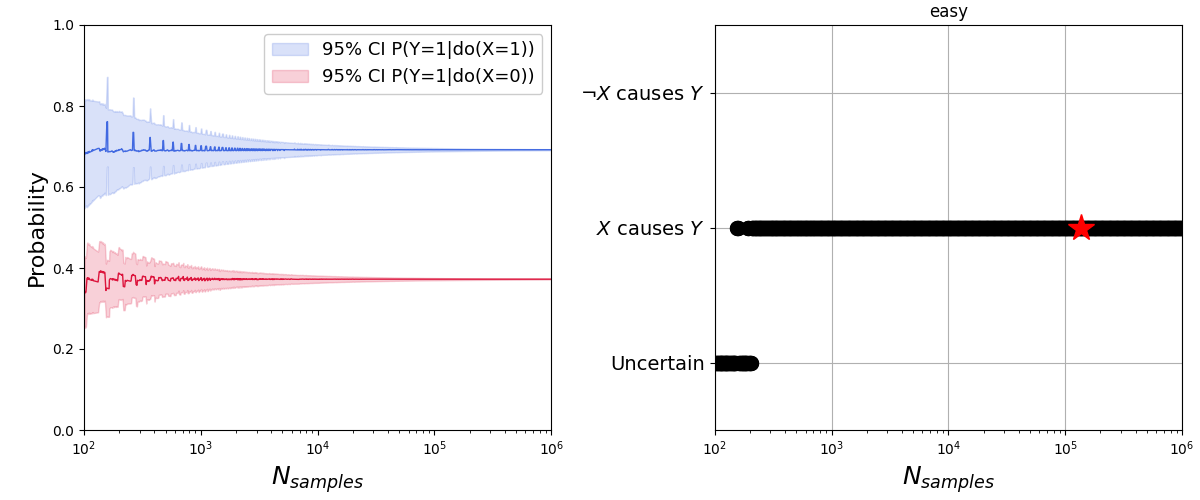 easy
1.0
0.8
0.6
0.4
0.2
0.0
Probability
95% CI P(Y=1|do(X=1))
95% CI P(Y=1|do(X=0))
10² 10³ 10⁴ 10⁵ 10⁶
N_samples
¬X causes Y
X causes Y
Uncertain
10² 10³ 10⁴ 10⁵ 10⁶
N_samples